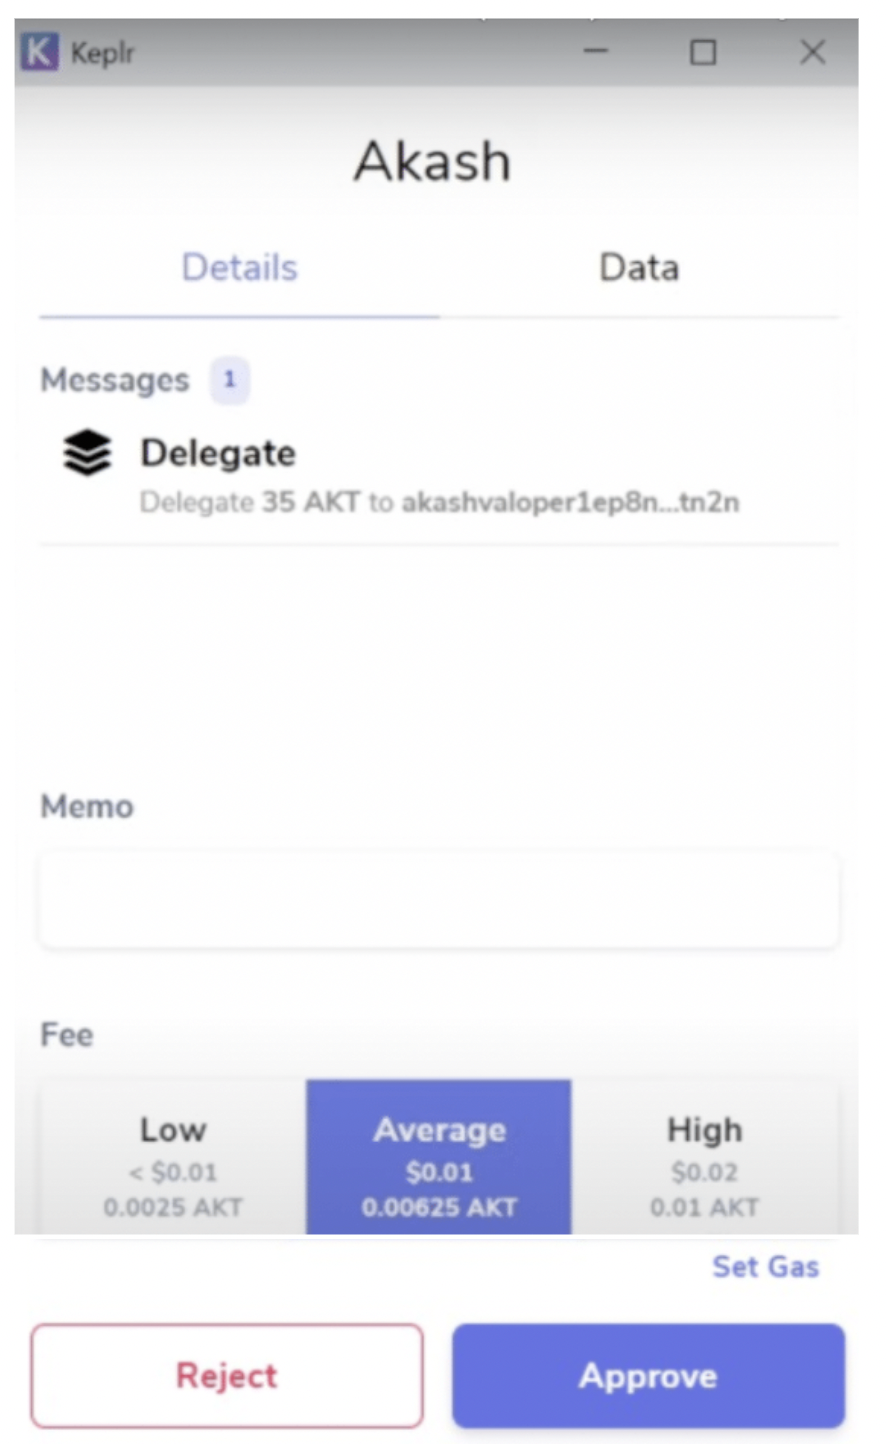 Keplr
Akash
Details Data
Messages 1
Delegate
Delegate 35 AKT to akashvaloper1ep8n...tn2n
Memo
Fee
Low Average High
< $0.01 $0.01 $0.02
0.0025 AKT 0.00625 AKT 0.01 AKT
Set Gas
Reject Approve